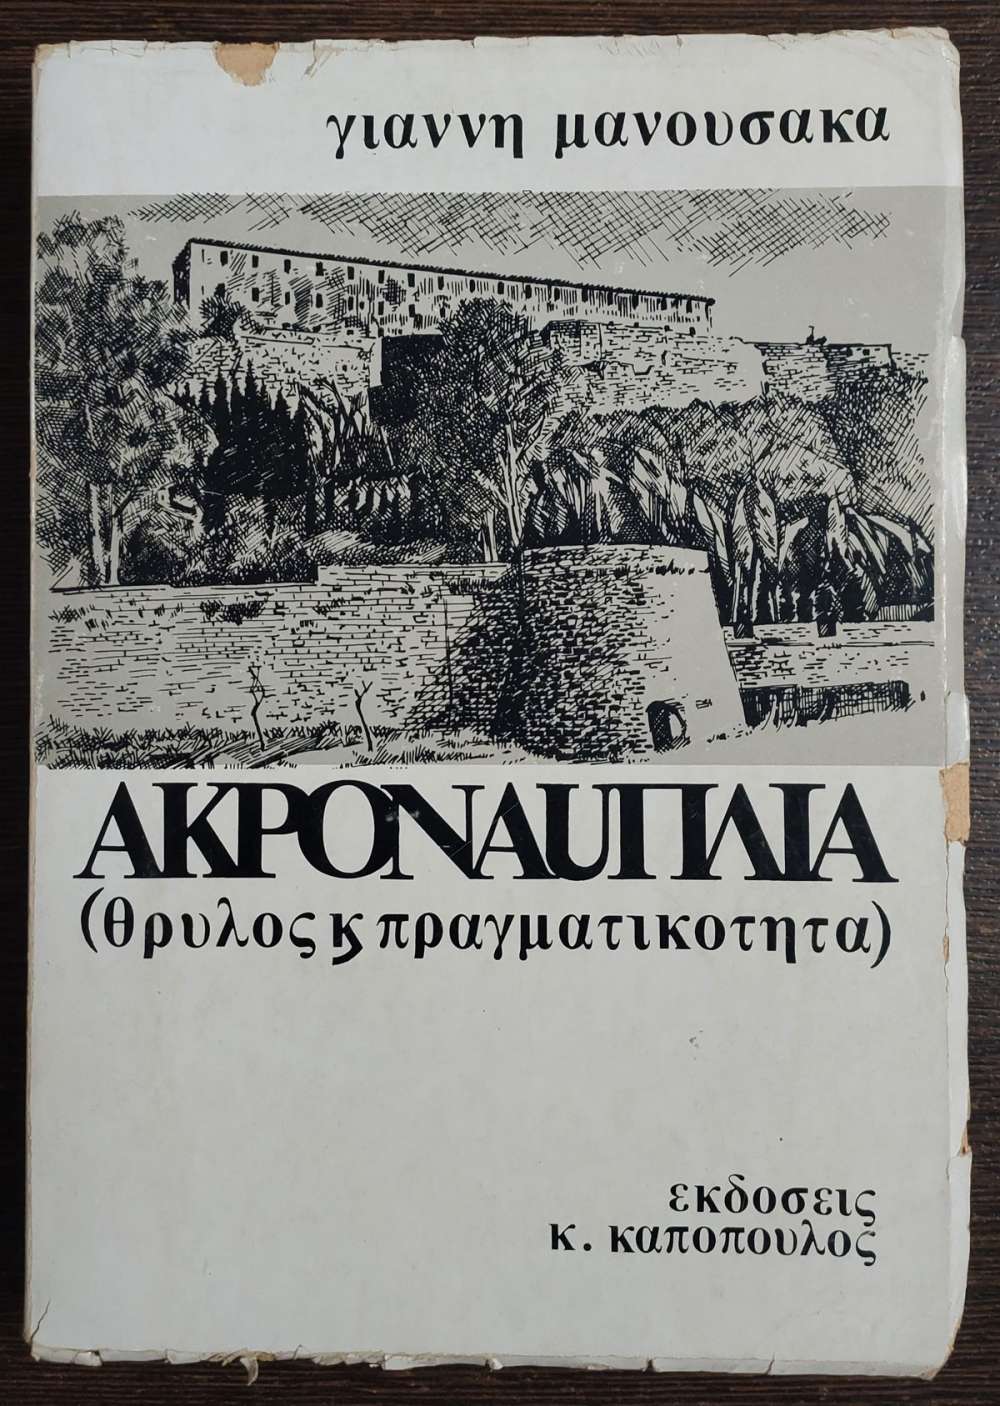 γιαννη μανουσακα
ΑΚΡΟΝΑυΠΛΙΑ
(θρυλος ϗ πραγματικοτητα)
εκδοσεις
κ. καποπουλος